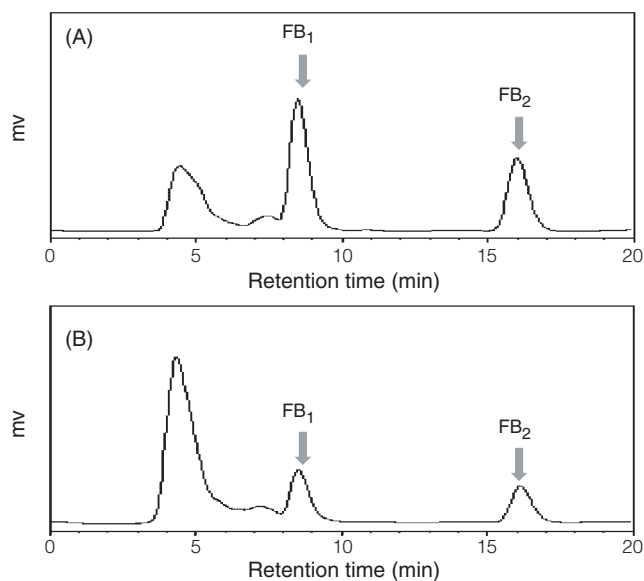 (A)
FB₁
FB₂
mv
0 5 10 15 20
Retention time (min)
(B)
FB₁
FB₂
mv
0 5 10 15 20
Retention time (min)